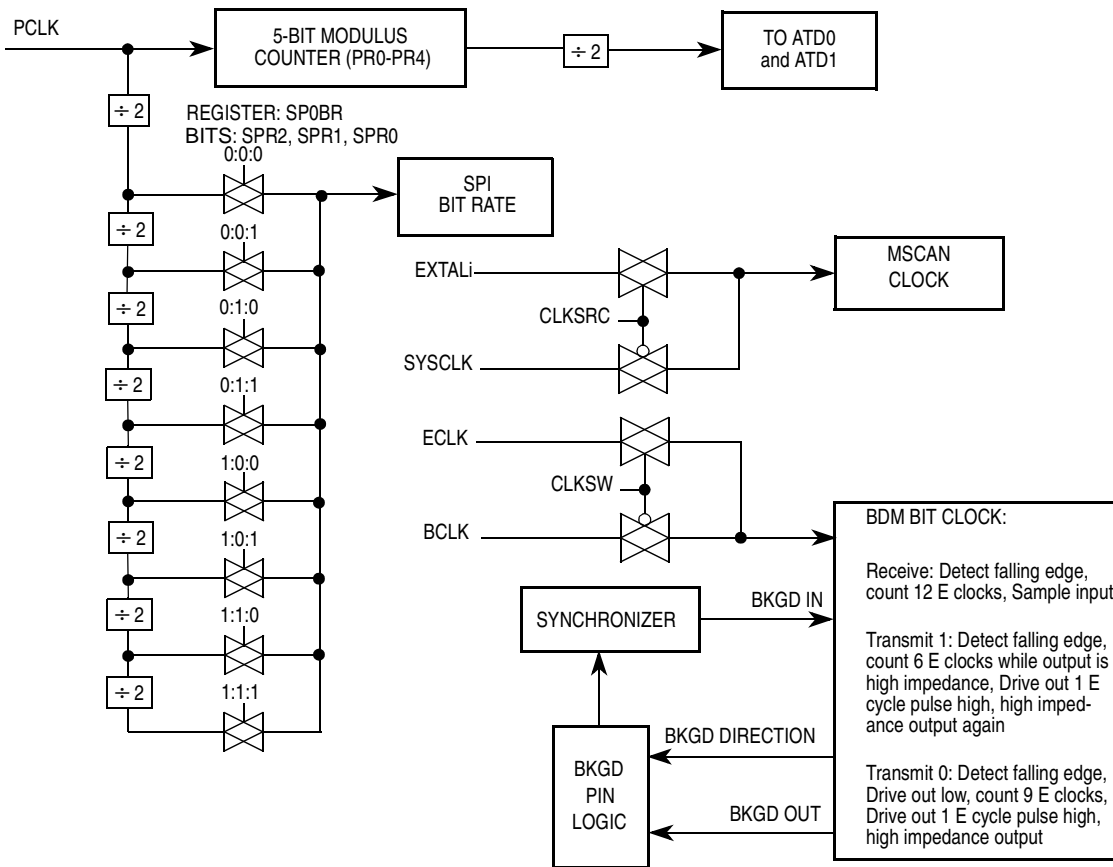 PCLK
5-BIT MODULUS
COUNTER (PR0-PR4)
÷ 2
TO ATD0
and ATD1
÷ 2
REGISTER: SP0BR
BITS: SPR2, SPR1, SPR0
0:0:0
SPI
BIT RATE
÷ 2
0:0:1
÷ 2
0:1:0
÷ 2
0:1:1
÷ 2
1:0:0
÷ 2
1:0:1
÷ 2
1:1:0
÷ 2
1:1:1
EXTALi
MSCAN
CLOCK
CLKSRC
SYSCLK
ECLK
CLKSW
BCLK
BDM BIT CLOCK:
Receive: Detect falling edge,
count 12 E clocks, Sample input
Transmit 1: Detect falling edge,
count 6 E clocks while output is
high impedance, Drive out 1 E
cycle pulse high, high imped-
ance output again
Transmit 0: Detect falling edge,
Drive out low, count 9 E clocks,
Drive out 1 E cycle pulse high,
high impedance output
SYNCHRONIZER
BKGD IN
BKGD DIRECTION
BKGD
PIN
LOGIC
BKGD OUT